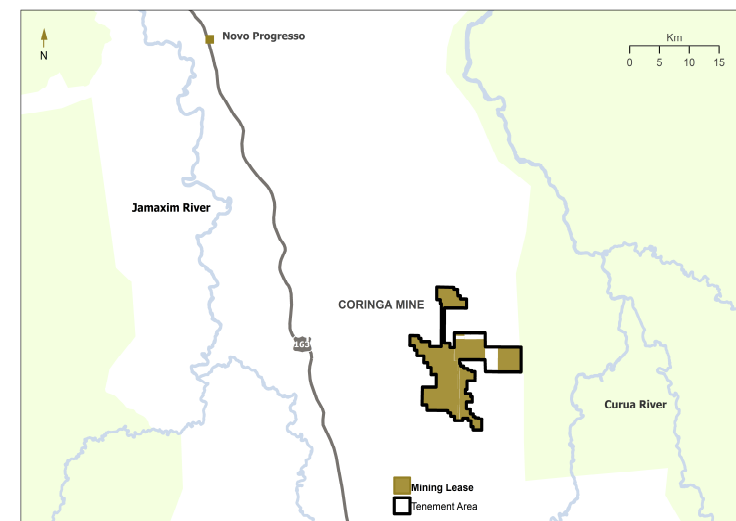 Novo Progresso
N
Km
0 5 10 15
Jamaxim River
CORINGA MINE
163
Curua River
Mining Lease
Tenement Area